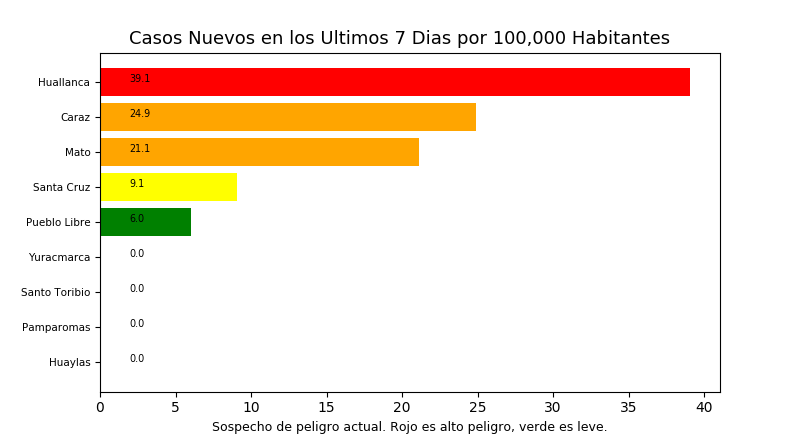 Casos Nuevos en los Ultimos 7 Dias por 100,000 Habitantes
Huallanca 39.1
Caraz 24.9
Mato 21.1
Santa Cruz 9.1
Pueblo Libre 6.0
Yuracmarca 0.0
Santo Toribio 0.0
Pamparomas 0.0
Huaylas 0.0
0 5 10 15 20 25 30 35 40
Sospecho de peligro actual. Rojo es alto peligro, verde es leve.